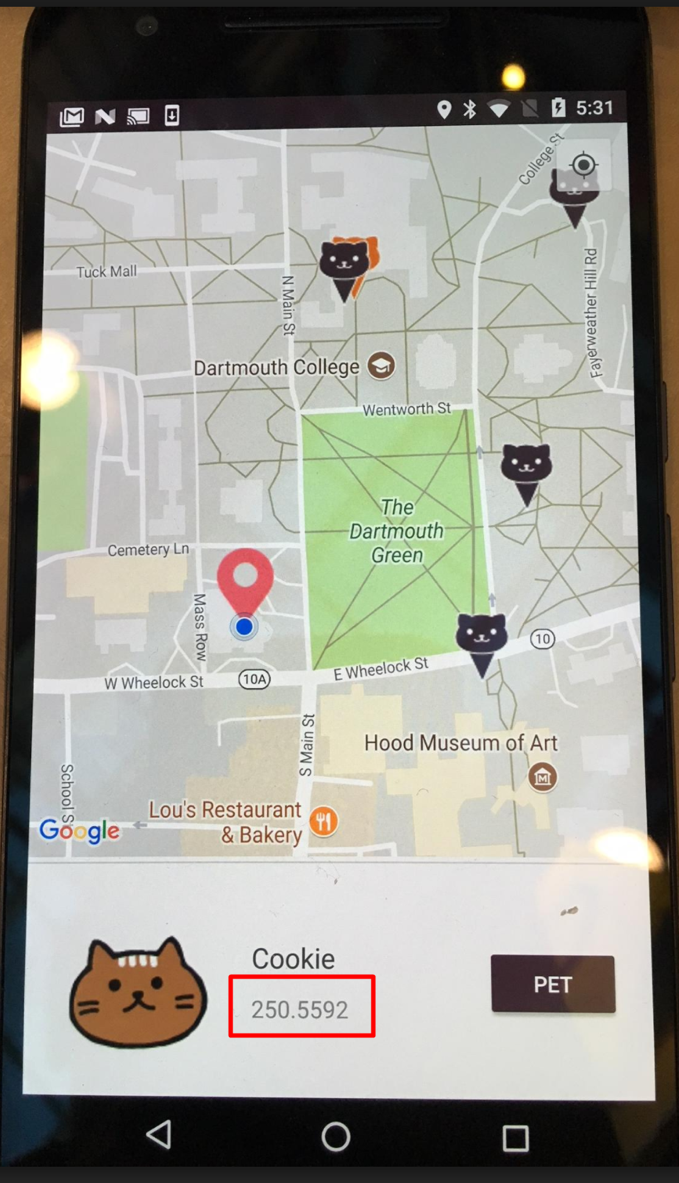 5:31
College St
Tuck Mall
N Main St
Fayerweather Hill Rd
Dartmouth College
Wentworth St
The
Dartmouth
Green
Cemetery Ln
Mass Row
10
E Wheelock St
W Wheelock St
10A
S Main St
Hood Museum of Art
M
School S
Lou's Restaurant
& Bakery
Google
Cookie
250.5592
PET